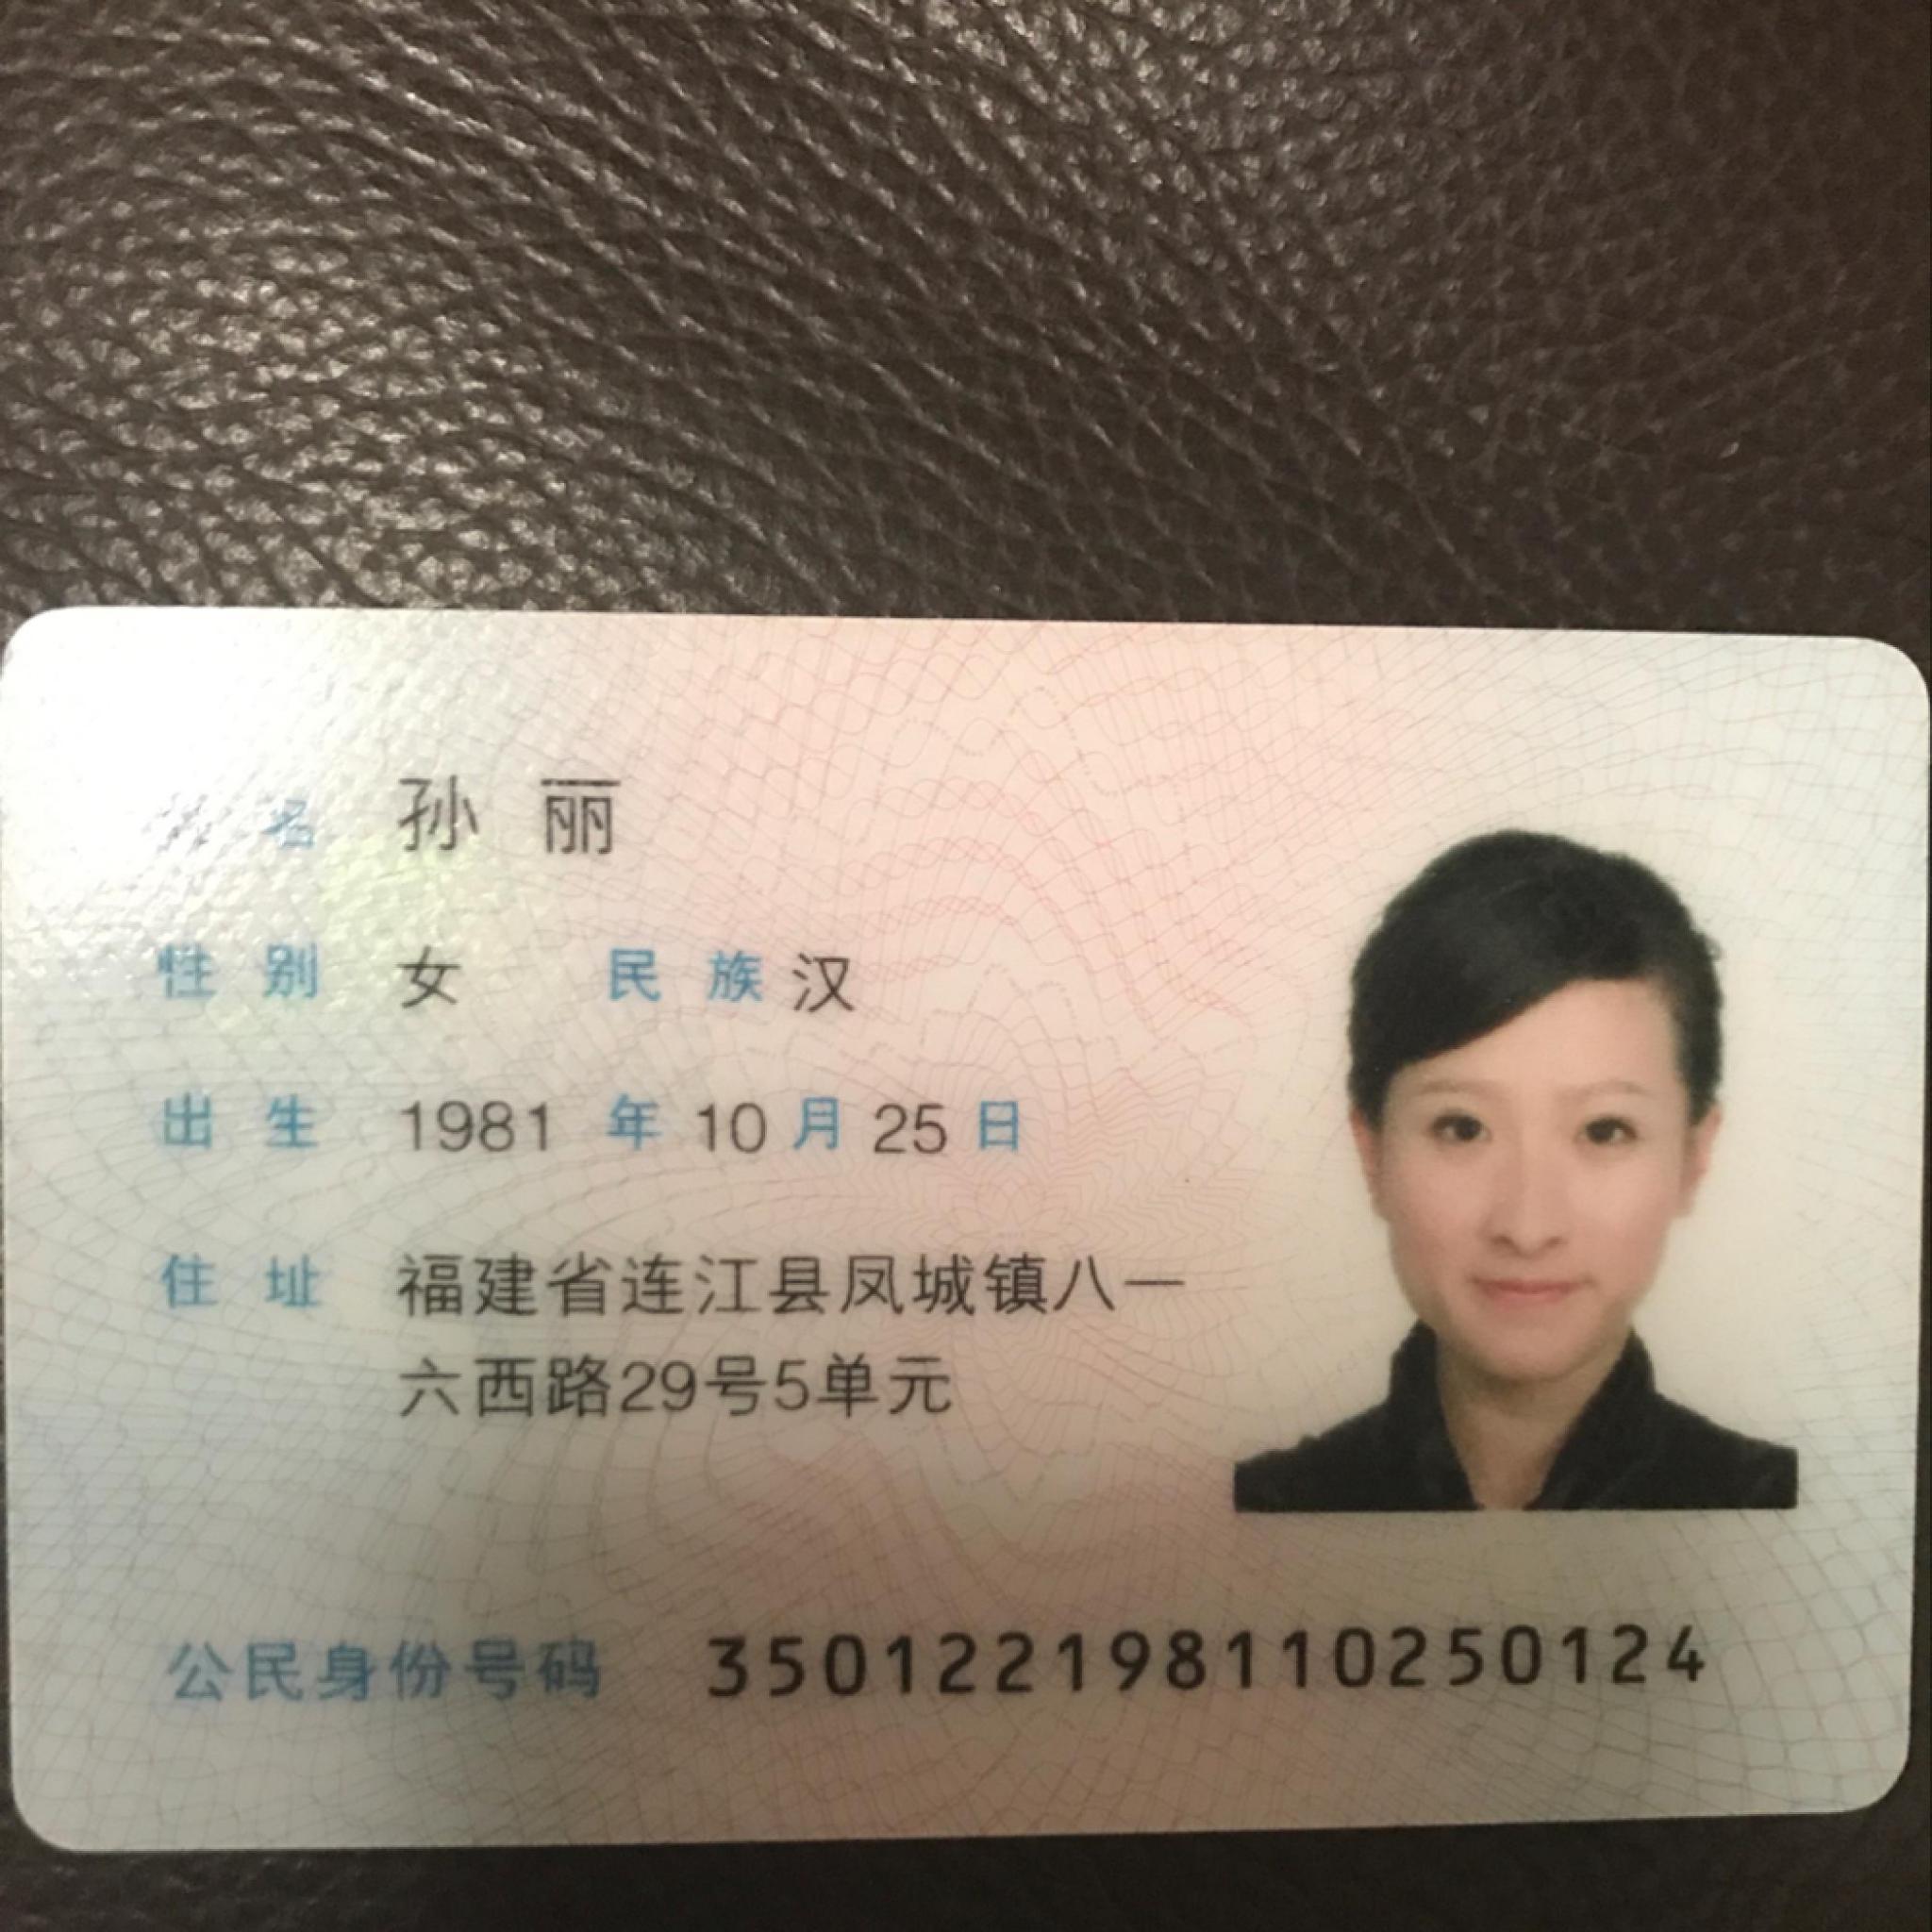 姓名 孙丽
性别 女 民族 汉
出生 1981 年 10 月 25 日
住址 福建省连江县凤城镇八一
六西路29号5单元
公民身份号码 350122198110250124